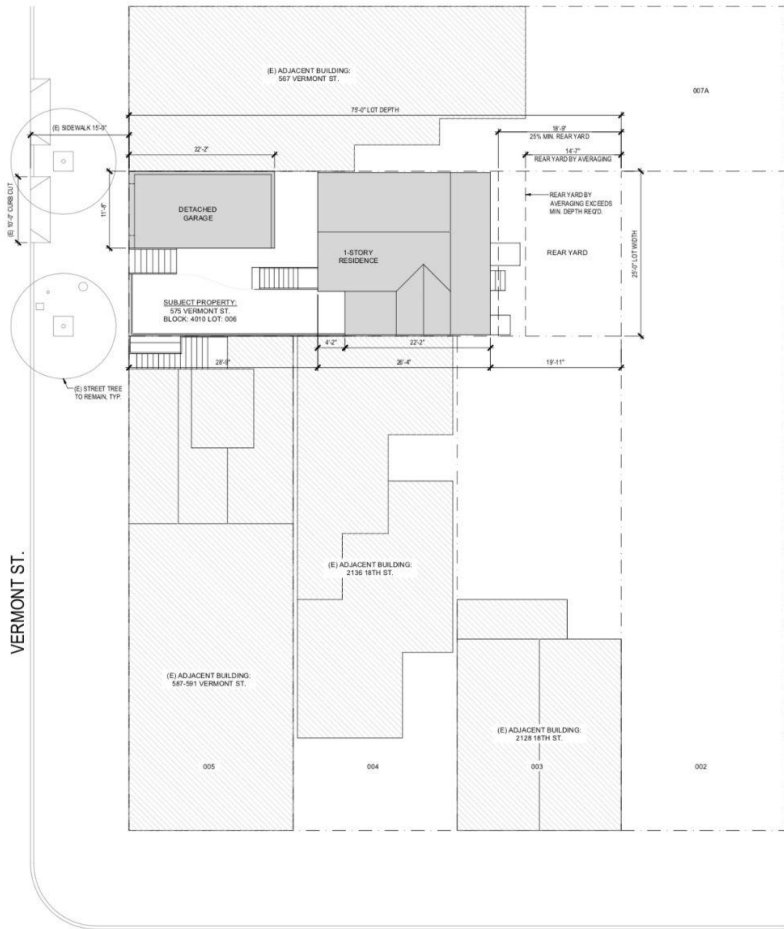 (E) ADJACENT BUILDING:
567 VERMONT ST.
007A
75'-0" LOT DEPTH
(E) SIDEWALK 15'-0"
18'-9"
25% MIN. REAR YARD
22'-2"
14'-7"
REAR YARD BY AVERAGING
(E) 10'-0" CURB CUT
11'-8"
DETACHED
GARAGE
REAR YARD BY
AVERAGING EXCEEDS
MIN. DEPTH REQ'D.
1-STORY
RESIDENCE
REAR YARD
25'-0" LOT WIDTH
SUBJECT PROPERTY:
575 VERMONT ST.
BLOCK: 4010 LOT: 006
4'-2"
22'-2"
28'-9"
26'-4"
19'-11"
(E) STREET TREE
TO REMAIN, TYP.
VERMONT ST.
(E) ADJACENT BUILDING:
2136 18TH ST.
(E) ADJACENT BUILDING:
587-591 VERMONT ST.
(E) ADJACENT BUILDING:
2128 18TH ST.
005
004
003
002